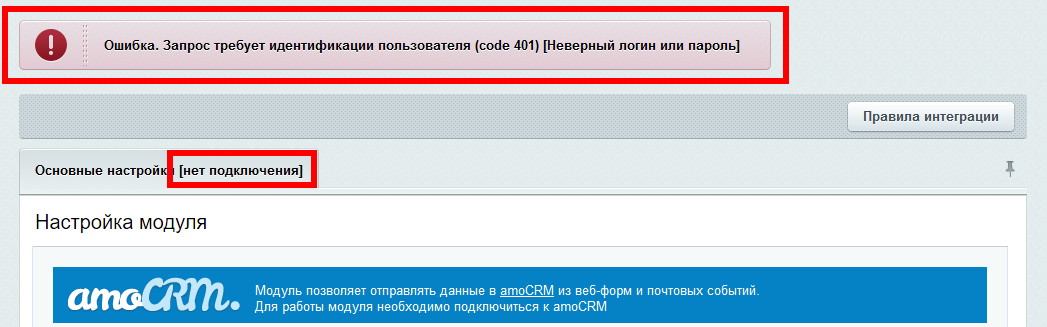 Ошибка. Запрос требует идентификации пользователя (code 401) [Неверный логин или пароль]
Правила интеграции
Основные настройки [нет подключения]
Настройка модуля
amoCRM.
Модуль позволяет отправлять данные в amoCRM из веб-форм и почтовых событий.
Для работы модуля необходимо подключиться к amoCRM